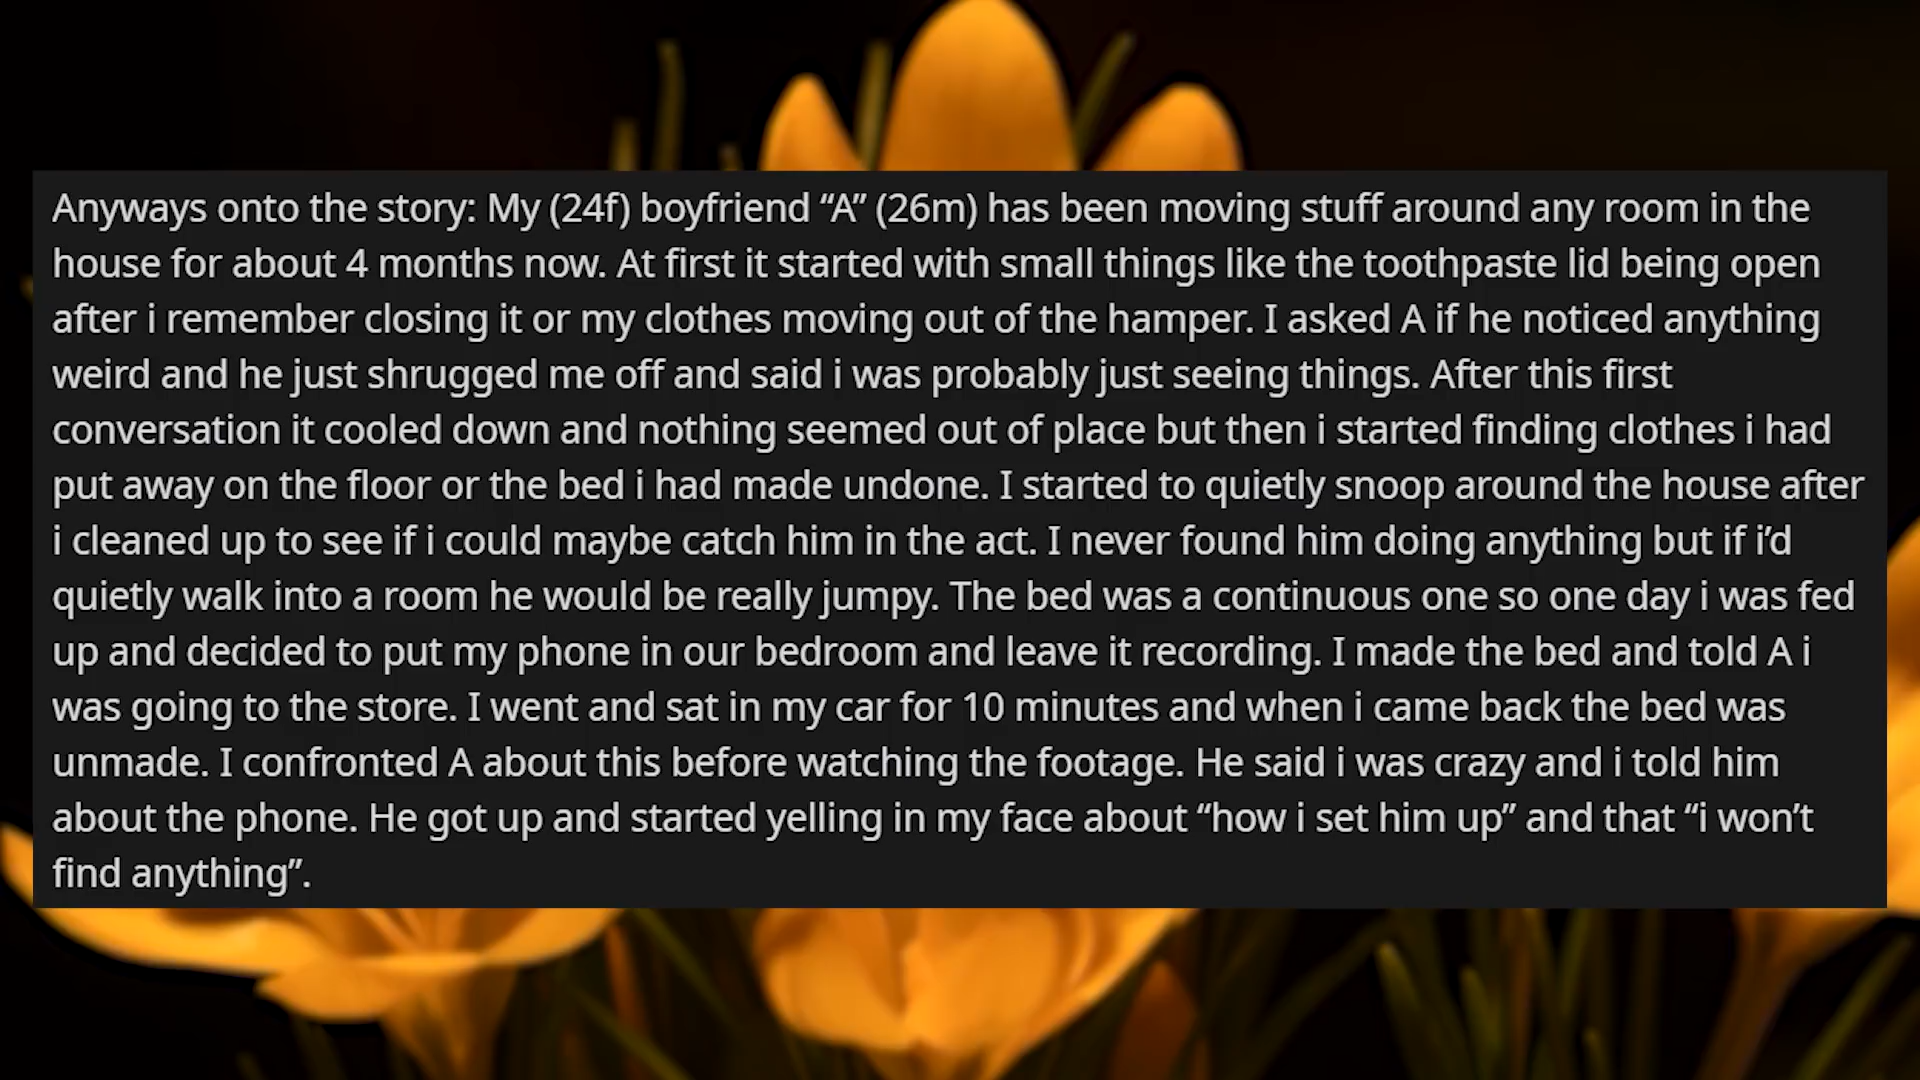 Anyways onto the story: My (24f) boyfriend “A” (26m) has been moving stuff around any room in the
house for about 4 months now. At first it started with small things like the toothpaste lid being open
after i remember closing it or my clothes moving out of the hamper. I asked A if he noticed anything
weird and he just shrugged me off and said i was probably just seeing things. After this first
conversation it cooled down and nothing seemed out of place but then i started finding clothes i had
put away on the floor or the bed i had made undone. I started to quietly snoop around the house after
i cleaned up to see if i could maybe catch him in the act. I never found him doing anything but if i’d
quietly walk into a room he would be really jumpy. The bed was a continuous one so one day i was fed
up and decided to put my phone in our bedroom and leave it recording. I made the bed and told A i
was going to the store. I went and sat in my car for 10 minutes and when i came back the bed was
unmade. I confronted A about this before watching the footage. He said i was crazy and i told him
about the phone. He got up and started yelling in my face about “how i set him up” and that “i won’t
find anything”.